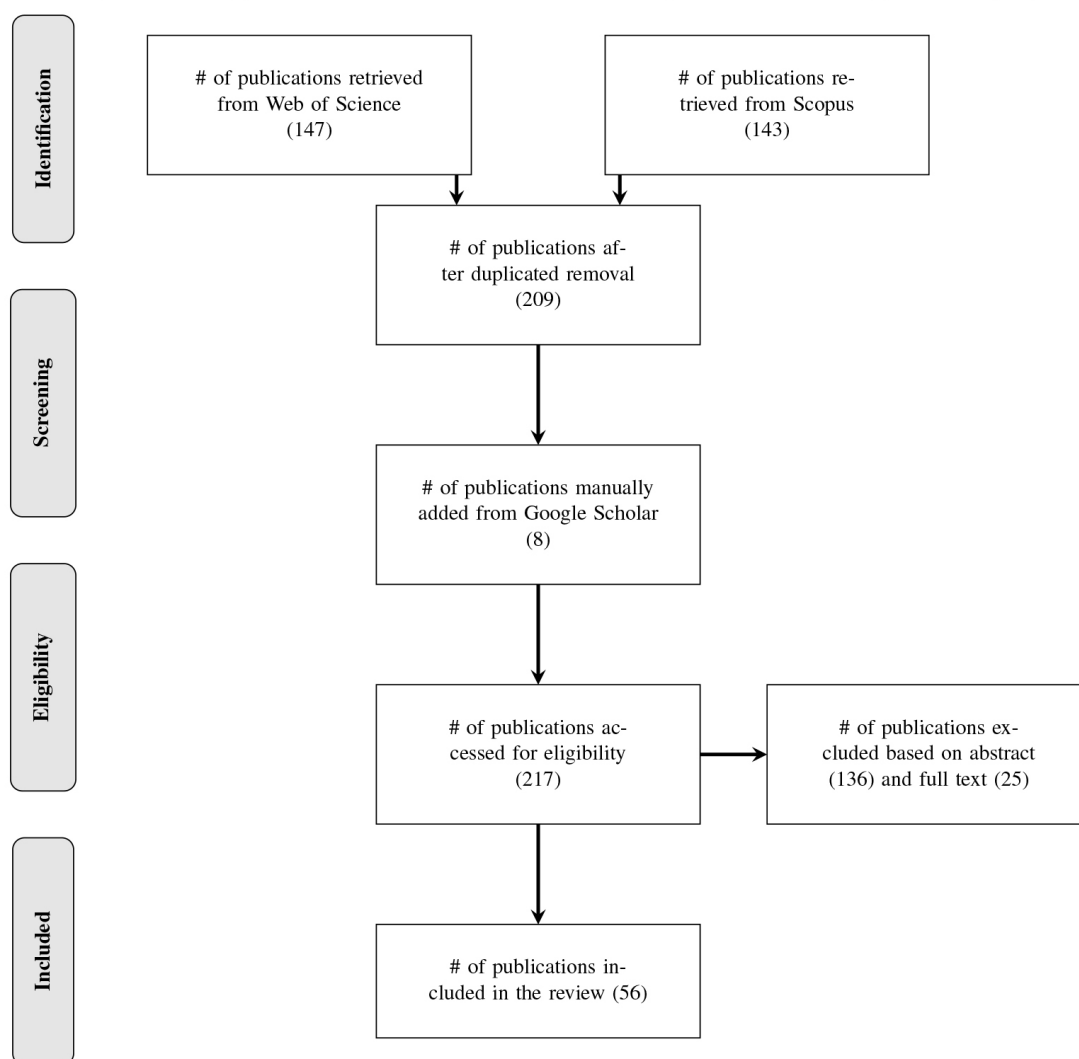 Identification
# of publications retrieved
from Web of Science
(147)
# of publications re-
trieved from Scopus
(143)
# of publications af-
ter duplicated removal
(209)
Screening
# of publications manually
added from Google Scholar
(8)
Eligibility
# of publications ac-
cessed for eligibility
(217)
# of publications ex-
cluded based on abstract
(136) and full text (25)
Included
# of publications in-
cluded in the review (56)